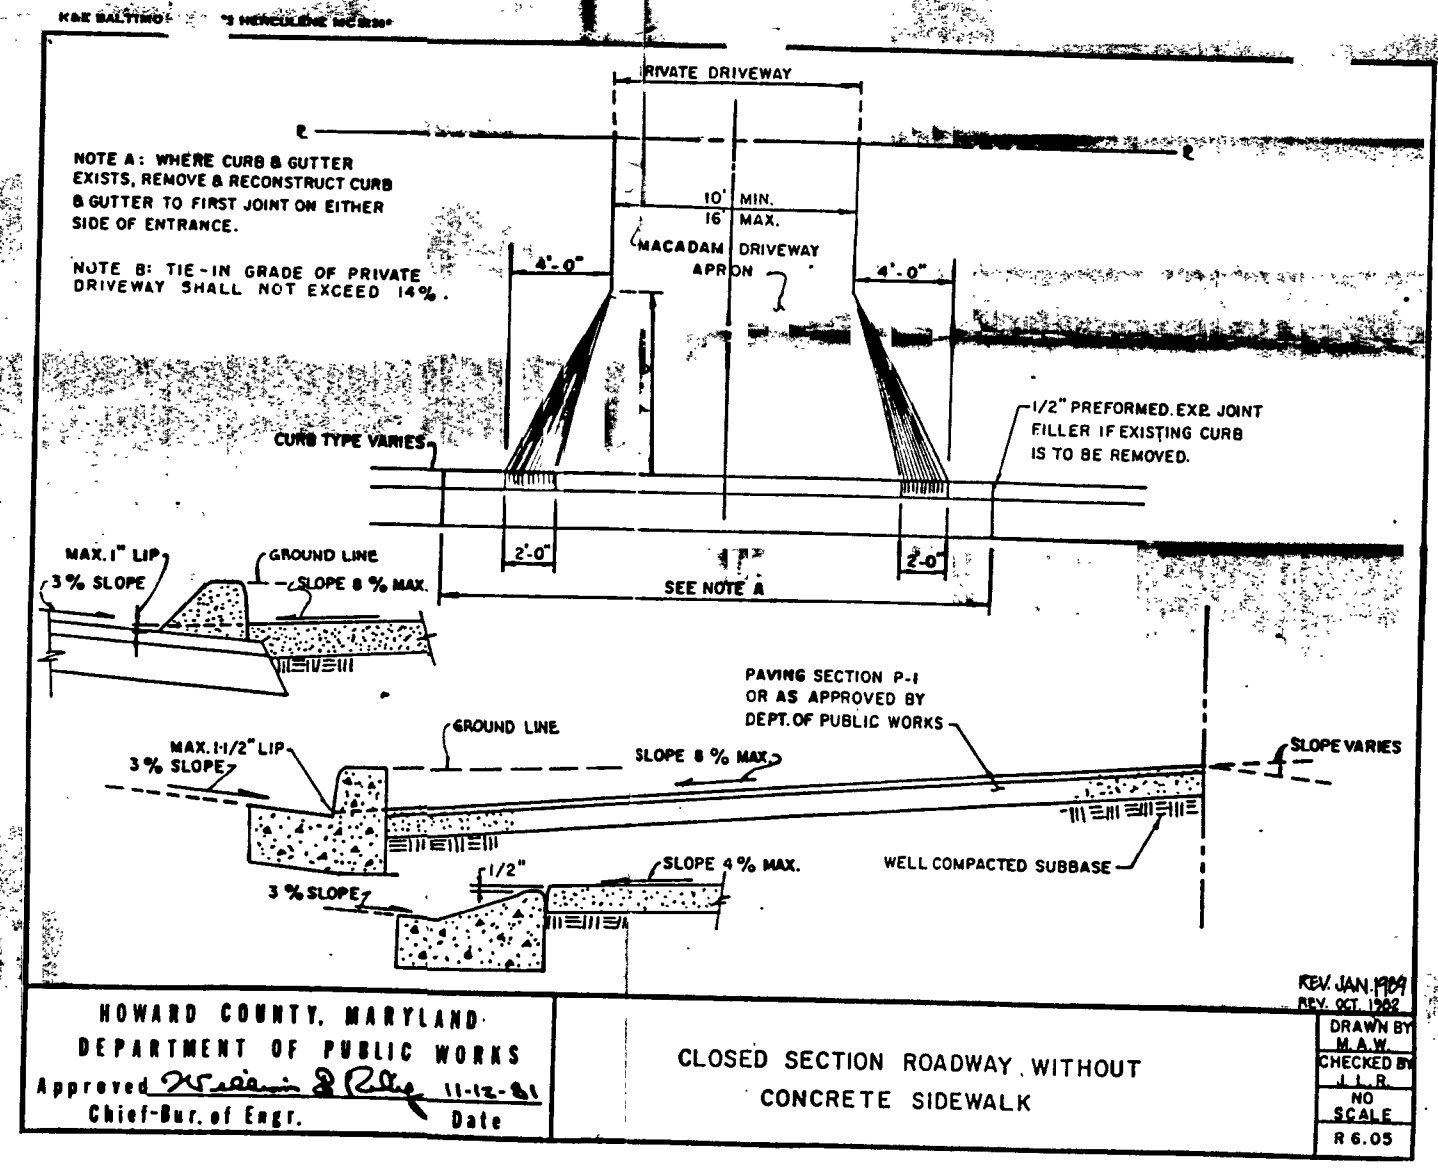 K&E BALTIMO
HERCULENE
RIVATE DRIVEWAY
NOTE A: WHERE CURB & GUTTER
EXISTS, REMOVE & RECONSTRUCT CURB
& GUTTER TO FIRST JOINT ON EITHER
SIDE OF ENTRANCE.
NOTE B: TIE-IN GRADE OF PRIVATE
DRIVEWAY SHALL NOT EXCEED 14%.
10' MIN.
16' MAX.
MACADAM DRIVEWAY
APRON
4'-0"
4'-0"
CURB TYPE VARIES
1/2" PREFORMED EXP. JOINT
FILLER IF EXISTING CURB
IS TO BE REMOVED.
2'-0"
2'-0"
SEE NOTE A
MAX. 1" LIP
3% SLOPE
GROUND LINE
SLOPE 8% MAX.
PAVING SECTION P-1
OR AS APPROVED BY
DEPT. OF PUBLIC WORKS
GROUND LINE
MAX. 1-1/2" LIP
3% SLOPE
SLOPE 8% MAX.
SLOPE VARIES
WELL COMPACTED SUBBASE
1/2"
SLOPE 4% MAX.
3% SLOPE
REV. JAN.
REV. OCT.
HOWARD COUNTY, MARYLAND
DEPARTMENT OF PUBLIC WORKS
Approved 11-12-81
Chief-Bur. of Engr. Date
CLOSED SECTION ROADWAY WITHOUT
CONCRETE SIDEWALK
DRAWN BY
M.A.W.
CHECKED BY
J.L.R.
NO
SCALE
R 6.05